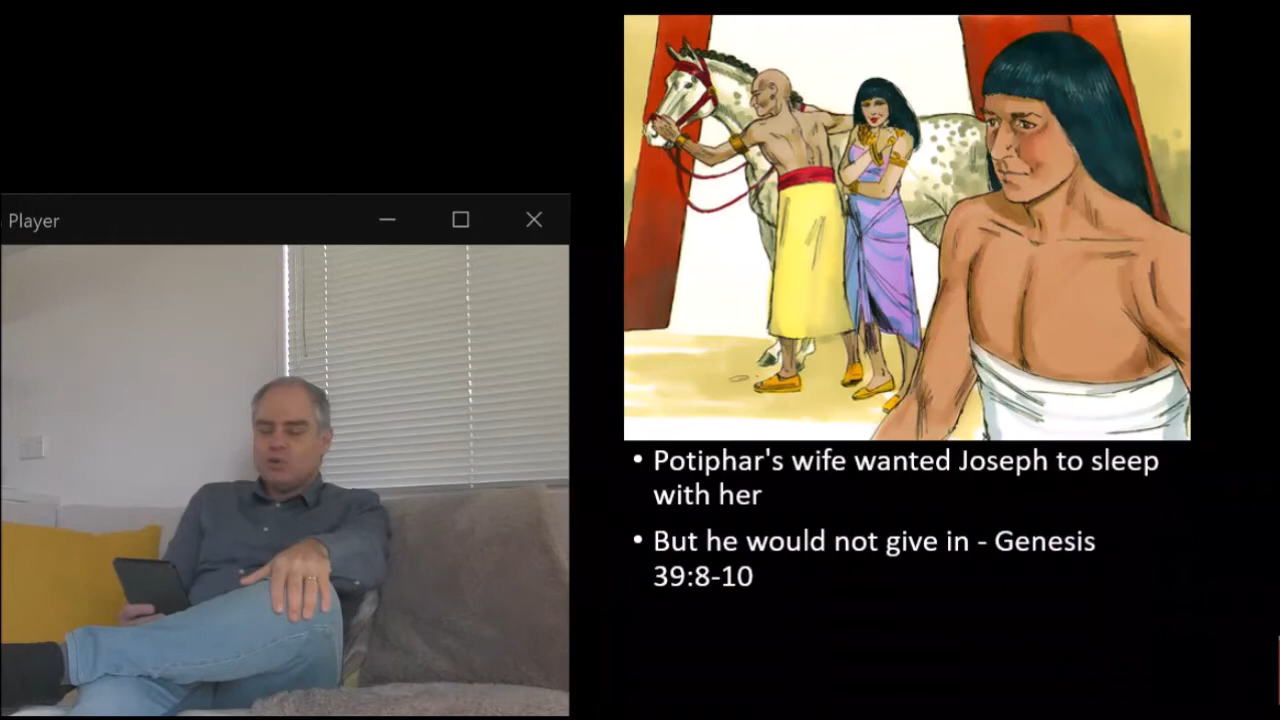 Player
• Potiphar's wife wanted Joseph to sleep
with her
• But he would not give in - Genesis
39:8-10